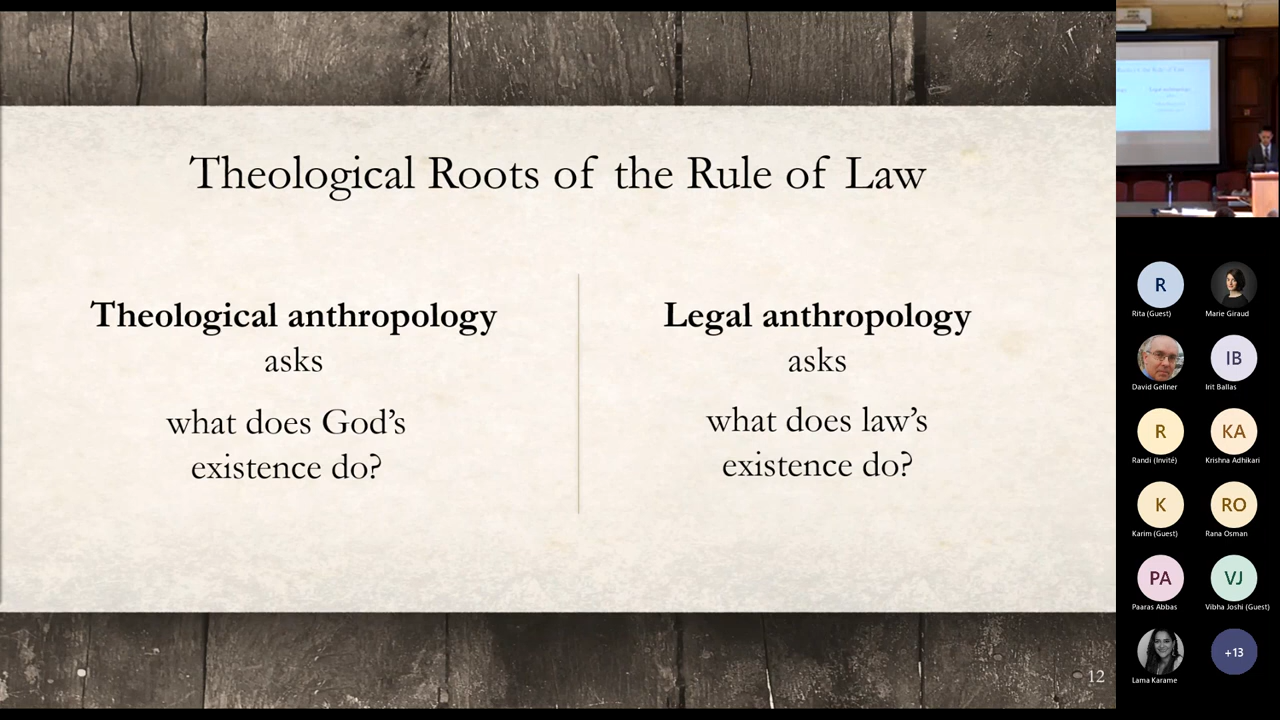 Theological Roots of the Rule of Law
Theological anthropology
asks
what does God's
existence do?
Legal anthropology
asks
what does law's
existence do?
12
R
Rita (Guest)
Marie Giraud
David Gellner
IB
Irit Ballas
R
Randi (Invité)
KA
Krishna Adhikari
K
Karim (Guest)
RO
Rana Osman
PA
Paaras Abbas
VJ
Vibha Joshi (Guest)
Lama Karame
+13